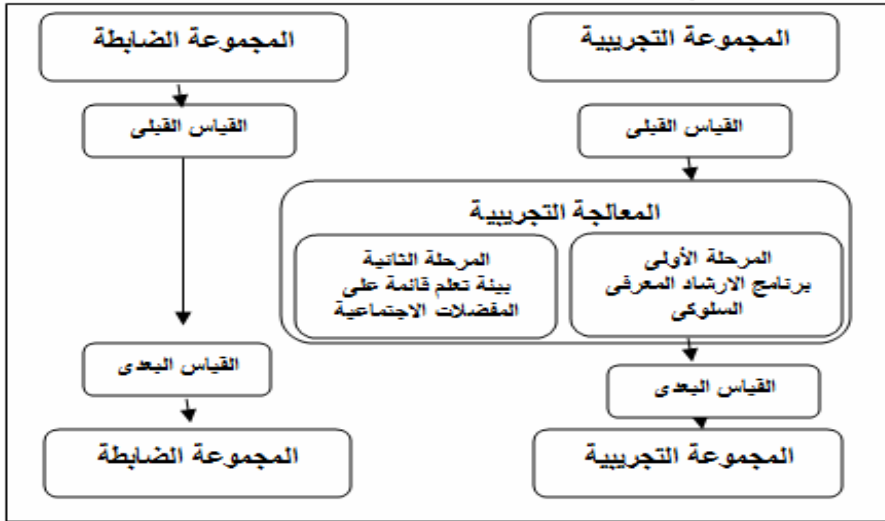 المجموعة التجريبية
المجموعة الضابطة
القياس القبلى
القياس القبلى
المعالجة التجريبية
المرحلة الأولى
برنامج الارشاد المعرفى
السلوكى
المرحلة الثانية
بيئة تعلم قائمة على
المفضلات الاجتماعية
القياس البعدى
القياس البعدى
المجموعة التجريبية
المجموعة الضابطة